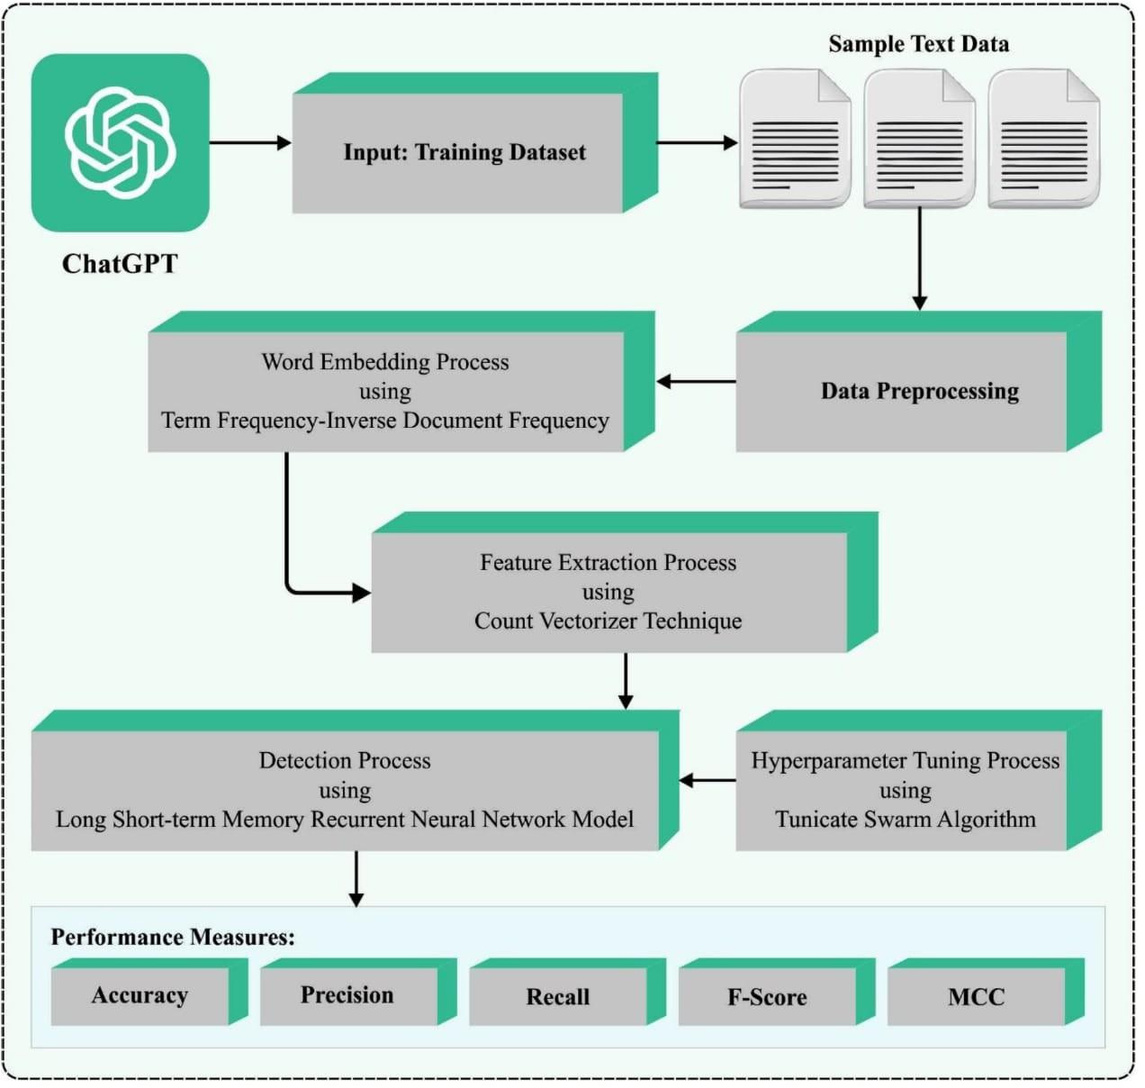 Sample Text Data
Input: Training Dataset
ChatGPT
Word Embedding Process
using
Term Frequency-Inverse Document Frequency
Data Preprocessing
Feature Extraction Process
using
Count Vectorizer Technique
Detection Process
using
Long Short-term Memory Recurrent Neural Network Model
Hyperparameter Tuning Process
using
Tunicate Swarm Algorithm
Performance Measures:
Accuracy
Precision
Recall
F-Score
MCC